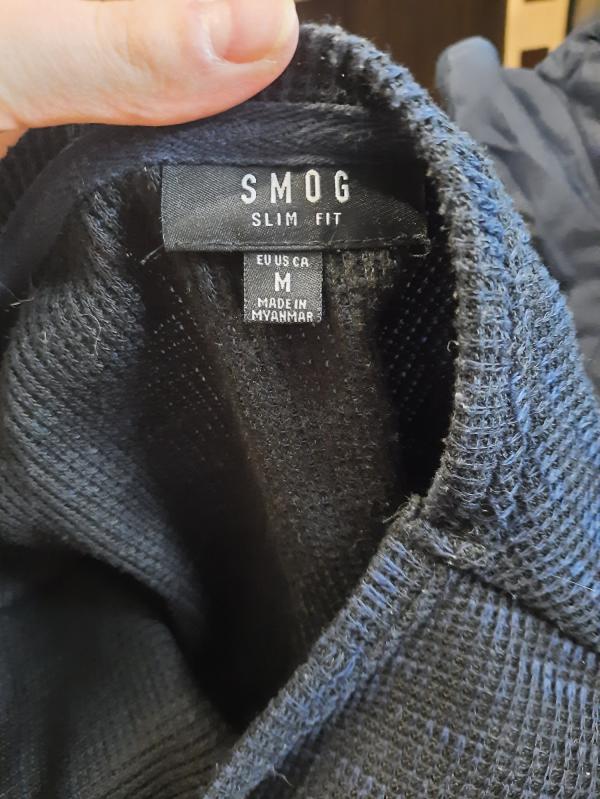 SMOG
SLIM FIT
EU US CA
M
MADE IN
MYANMAR